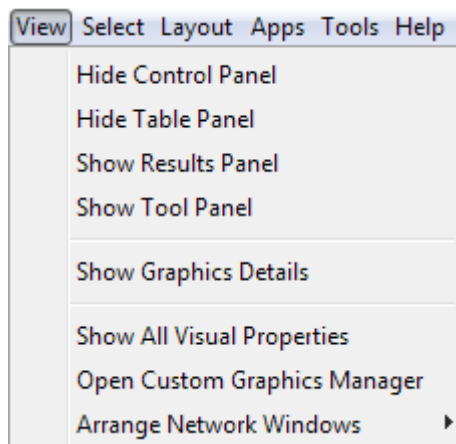 View Select Layout Apps Tools Help
Hide Control Panel
Hide Table Panel
Show Results Panel
Show Tool Panel
Show Graphics Details
Show All Visual Properties
Open Custom Graphics Manager
Arrange Network Windows